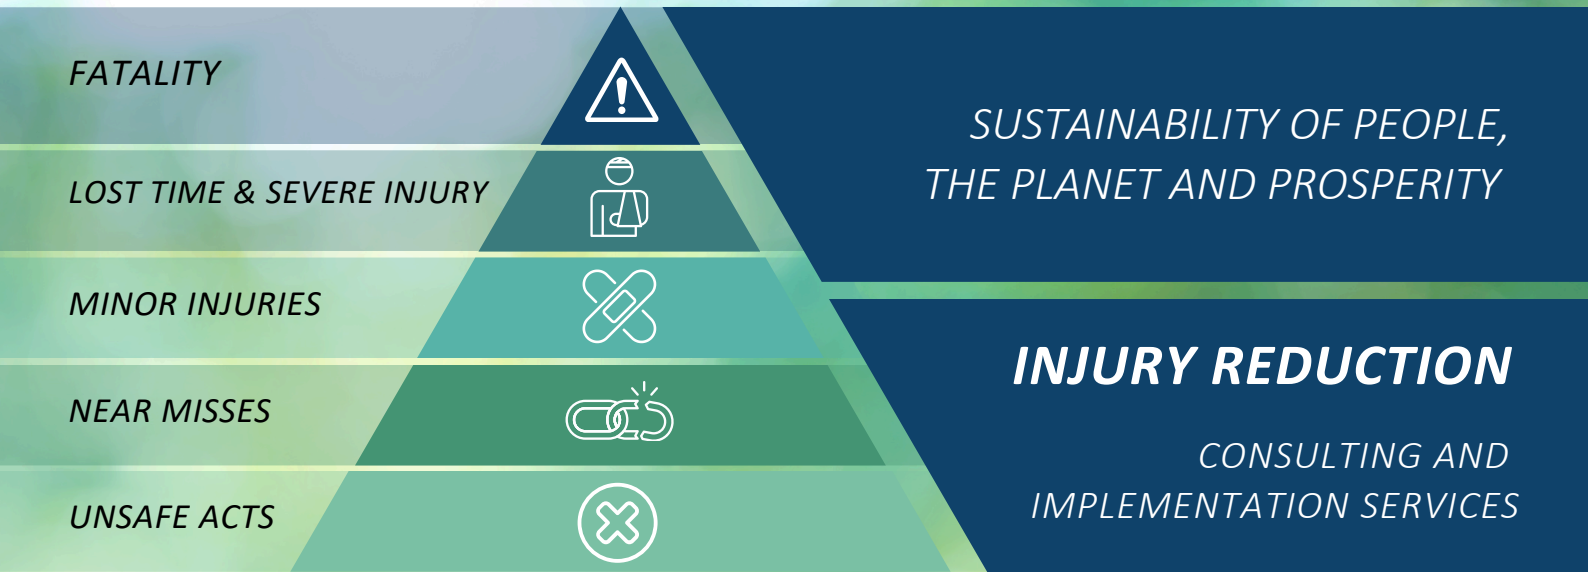 FATALITY
LOST TIME & SEVERE INJURY
MINOR INJURIES
NEAR MISSES
UNSAFE ACTS
SUSTAINABILITY OF PEOPLE,
THE PLANET AND PROSPERITY
INJURY REDUCTION
CONSULTING AND
IMPLEMENTATION SERVICES